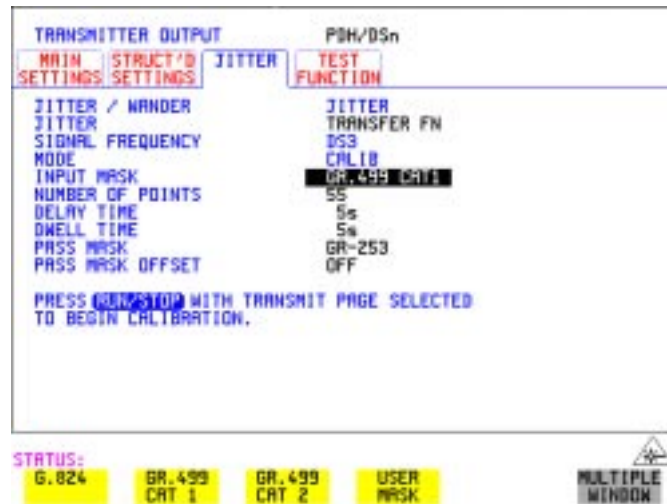 TRANSMITTER OUTPUT PDH/DSn
MAIN SETTINGS STRUCT'D SETTINGS JITTER TEST FUNCTION
JITTER / WANDER JITTER
JITTER TRANSFER FN
SIGNAL FREQUENCY DS3
MODE CALIB
INPUT MASK GR.499 CAT1
NUMBER OF POINTS 55
DELAY TIME 5s
DWELL TIME 5s
PASS MASK GR-253
PASS MASK OFFSET OFF
PRESS RUN/STOP WITH TRANSMIT PAGE SELECTED
TO BEGIN CALIBRATION.
STATUS:
G.824 GR.499 CAT 1 GR.499 CAT 2 USER MASK MULTIPLE WINDOW